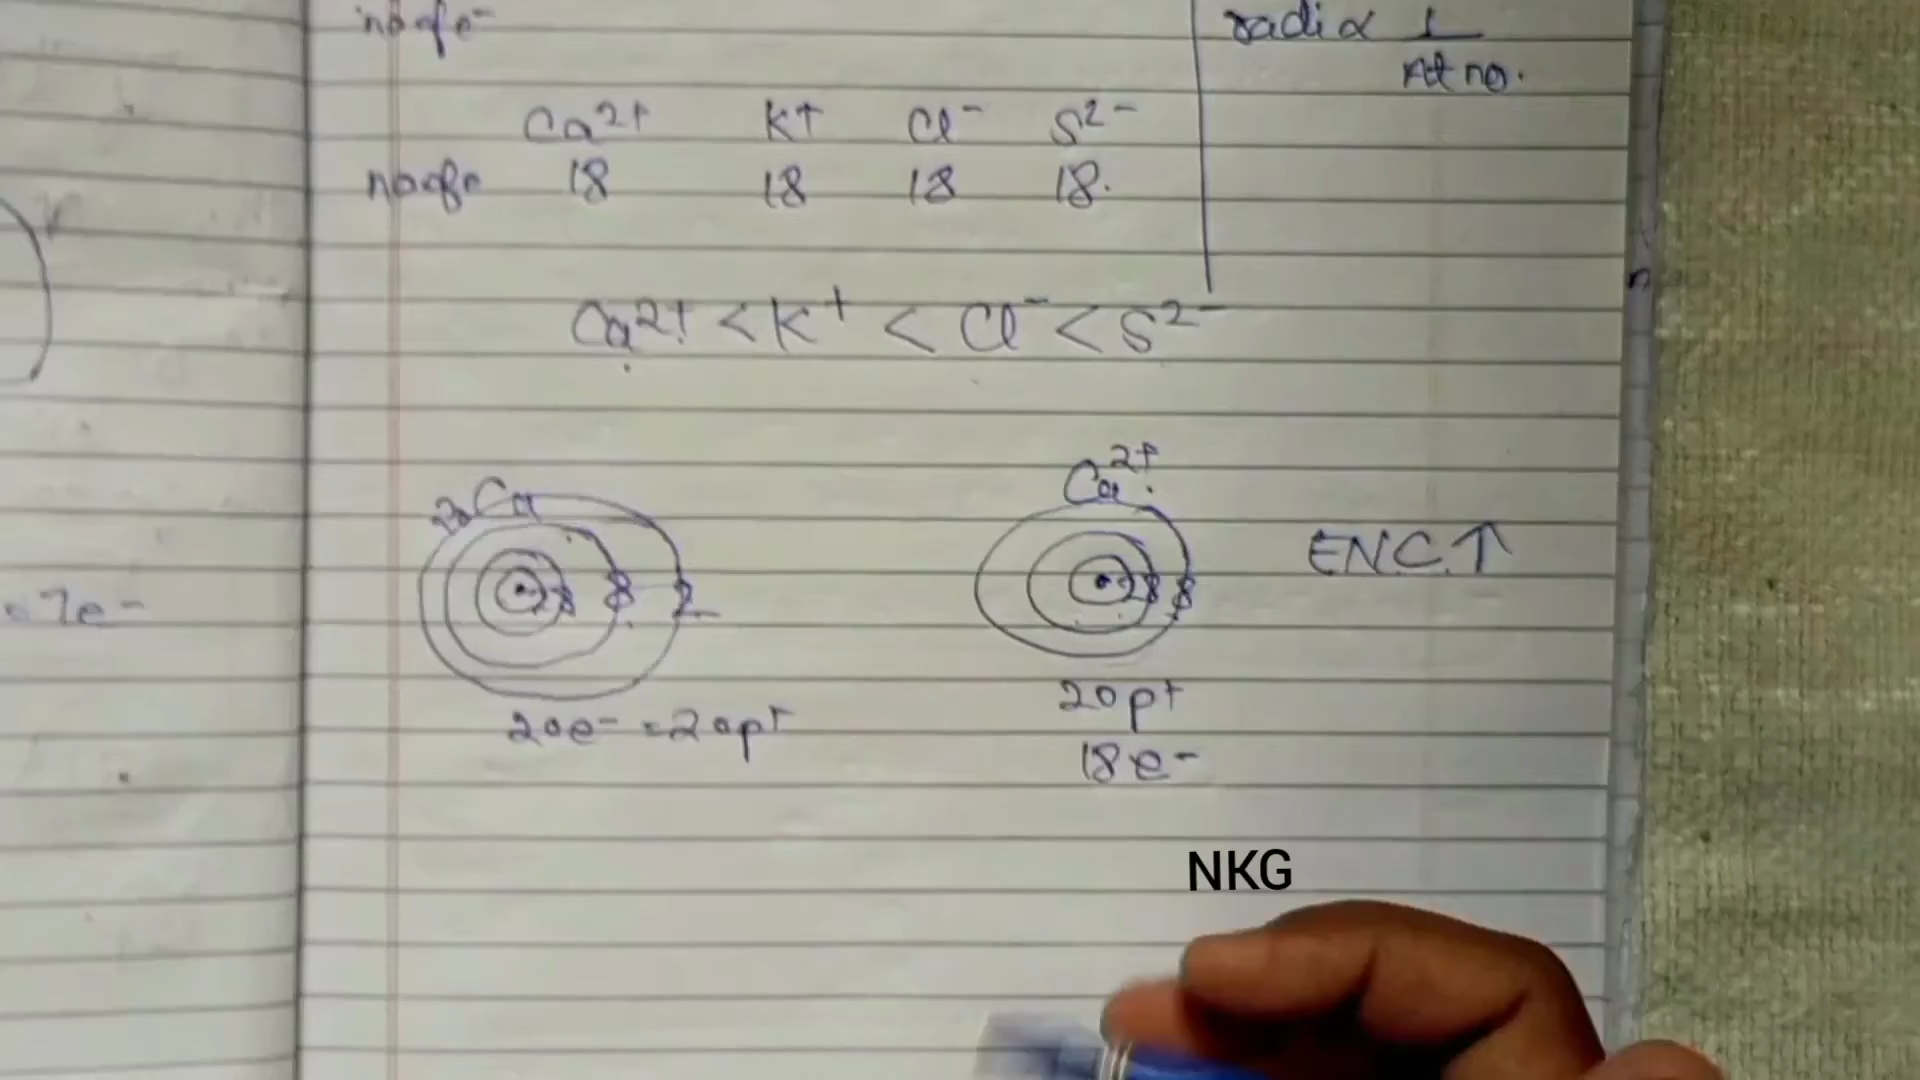 no of e⁻
radii ∝ 1
At no.
Ca²⁺ K⁺ Cl⁻ S²⁻
no of e 18 18 18 18.
Ca²⁺ < K⁺ < Cl⁻ < S²⁻
₂₀Ca
2 8 8 2
20e⁻ = 20p⁺
Ca²⁺
2 8 8
20p⁺
18e⁻
ENC↑
= 7e⁻
NKG